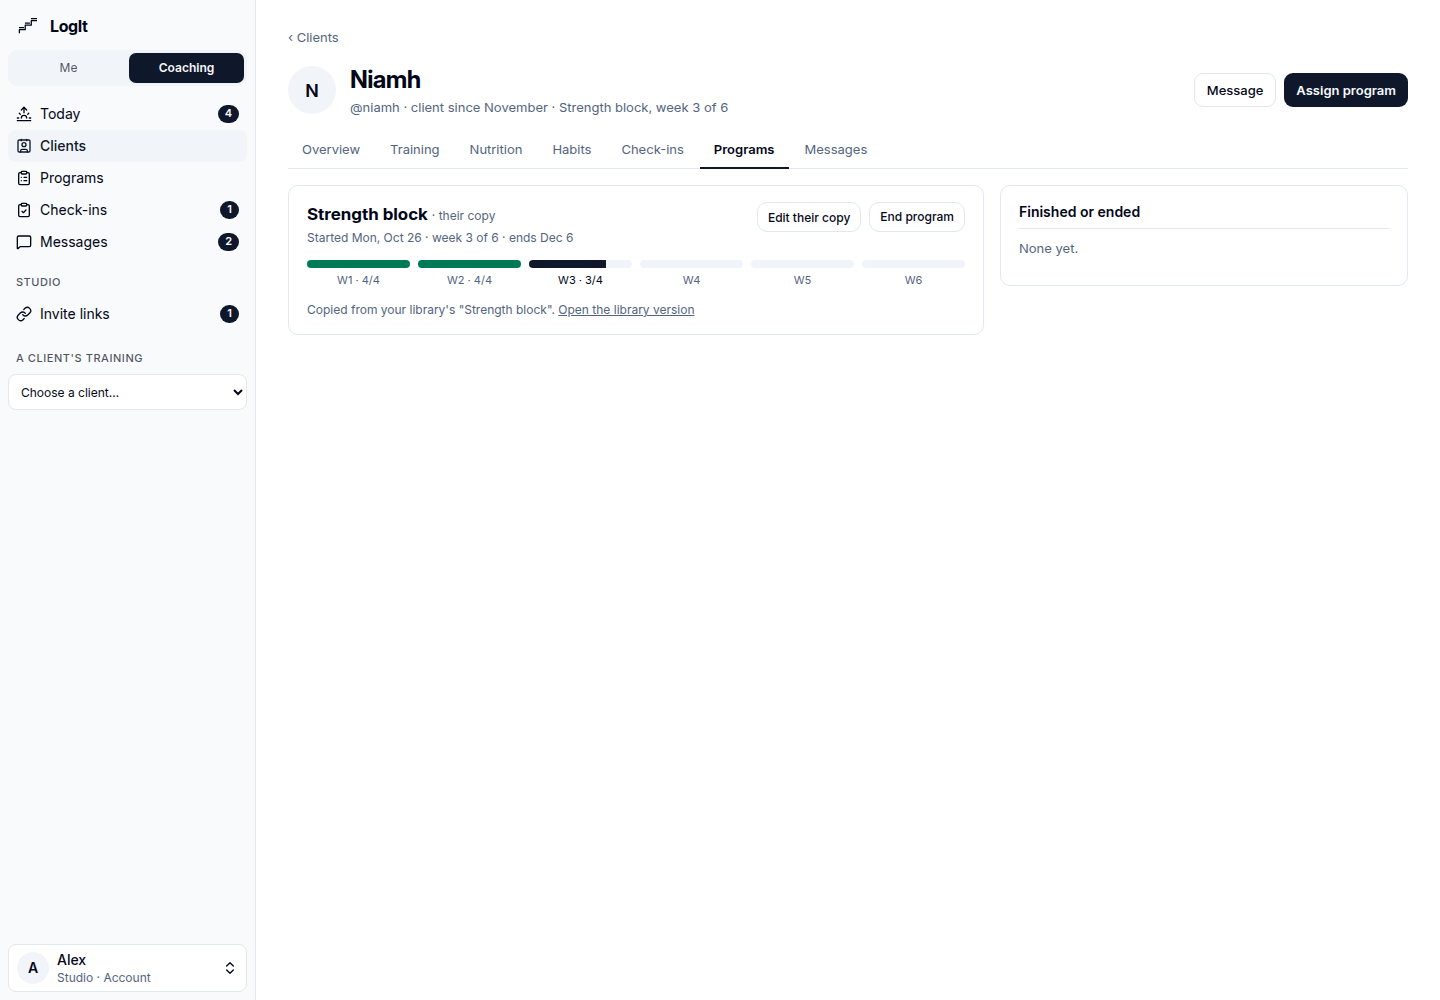 LogIt
Me
Coaching
Today
4
Clients
Programs
Check-ins
1
Messages
2
STUDIO
Invite links
1
A CLIENT'S TRAINING
Choose a client...
A
Alex
Studio · Account
‹ Clients
N
Niamh
@niamh · client since November · Strength block, week 3 of 6
Message
Assign program
Overview
Training
Nutrition
Habits
Check-ins
Programs
Messages
Strength block · their copy
Started Mon, Oct 26 · week 3 of 6 · ends Dec 6
Edit their copy
End program
W1 · 4/4
W2 · 4/4
W3 · 3/4
W4
W5
W6
Copied from your library's "Strength block". Open the library version
Finished or ended
None yet.